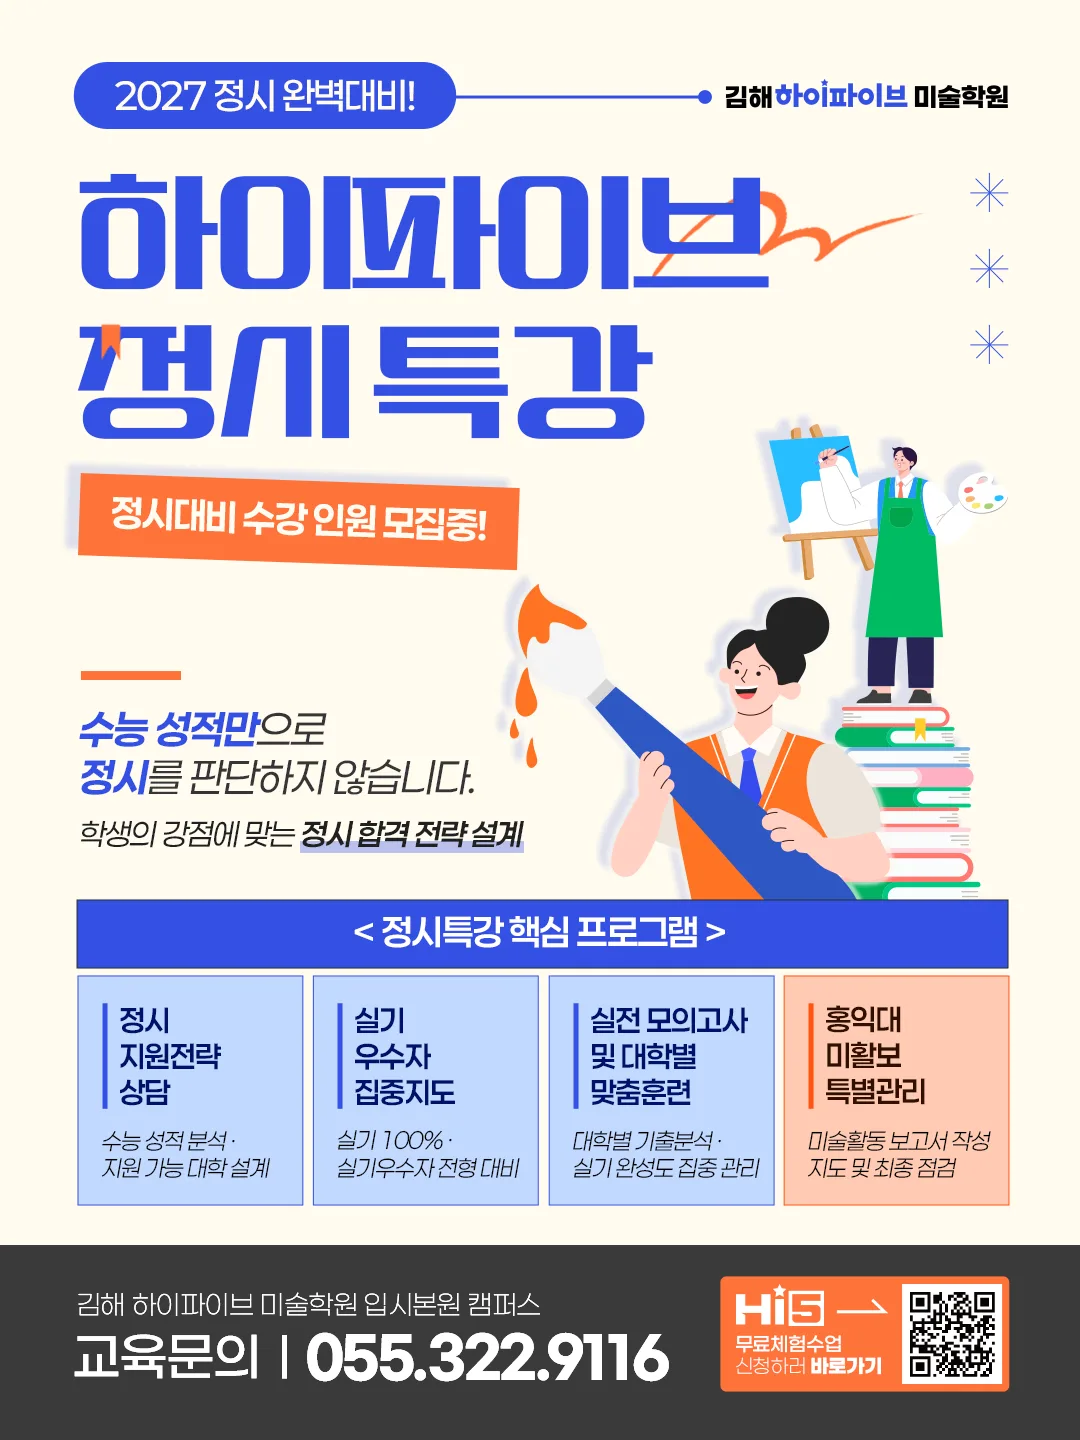 2027 정시 완벽대비!
김해하이파이브 미술학원
하이파이브
정시 특강
정시대비 수강 인원 모집중!
수능 성적만으로
정시를 판단하지 않습니다.
학생의 강점에 맞는 정시 합격 전략 설계
< 정시특강 핵심 프로그램 >
정시
지원전략
상담
수능 성적 분석 ·
지원 가능 대학 설계
실기
우수자
집중지도
실기 100% ·
실기우수자 전형 대비
실전 모의고사
및 대학별
맞춤훈련
대학별 기출분석 ·
실기 완성도 집중 관리
홍익대
미활보
특별관리
미술활동 보고서 작성
지도 및 최종 점검
김해 하이파이브 미술학원 입시본원 캠퍼스
교육문의 | 055.322.9116
Hi5
무료체험수업
신청하러 바로가기